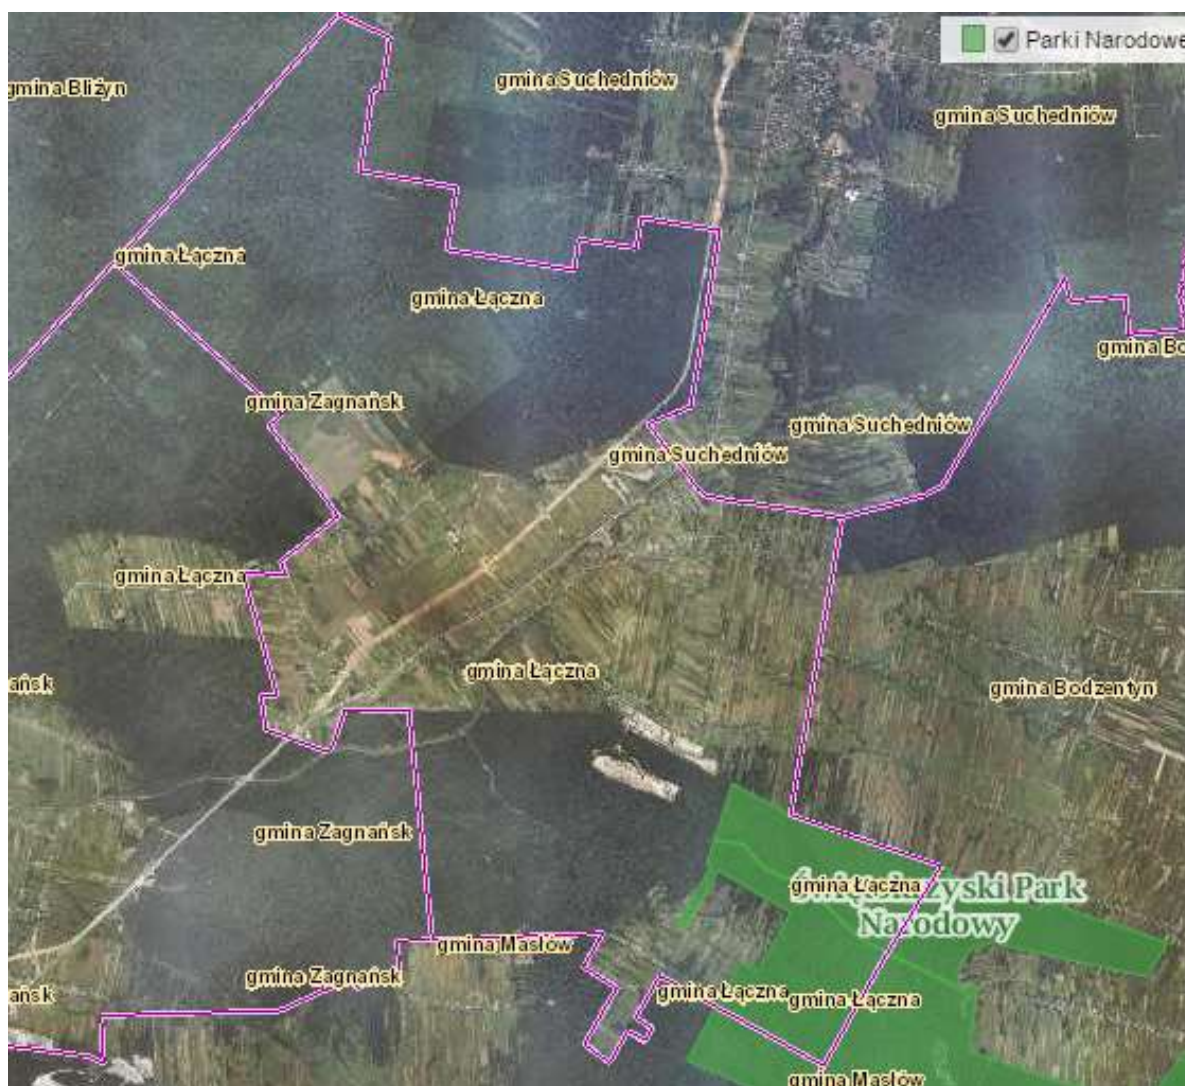 Parki Narodowe
gmina Bliżyn
gmina Suchedniów
gmina Suchedniów
gmina Łączna
gmina Łączna
gmina Bo
gmina Zagnańsk
gmina Suchedniów
gmina Suchedniów
gmina Łączna
gmina Łączna
ańsk
gmina Bodzentyn
gmina Zagnańsk
gmina Łączna
Park
Narodowy
gmina Masłów
gmina Zagnańsk
gmina Łączna
gmina Łączna
ańsk
gmina Masłów